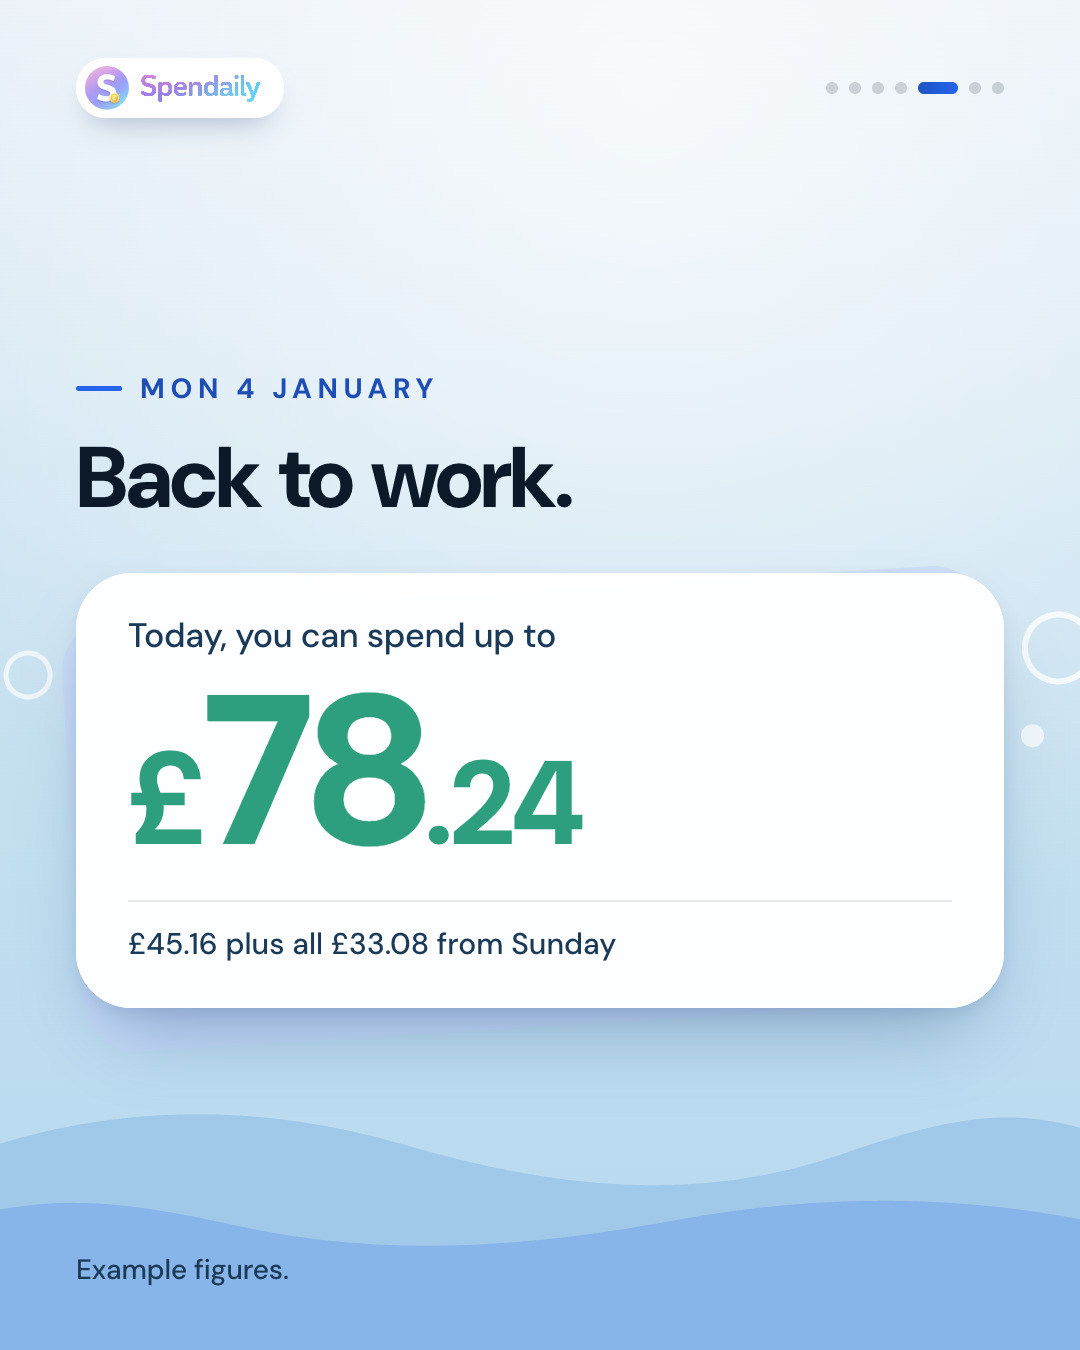 Spendaily
MON 4 JANUARY
Back to work.
Today, you can spend up to
£78.24
£45.16 plus all £33.08 from Sunday
Example figures.